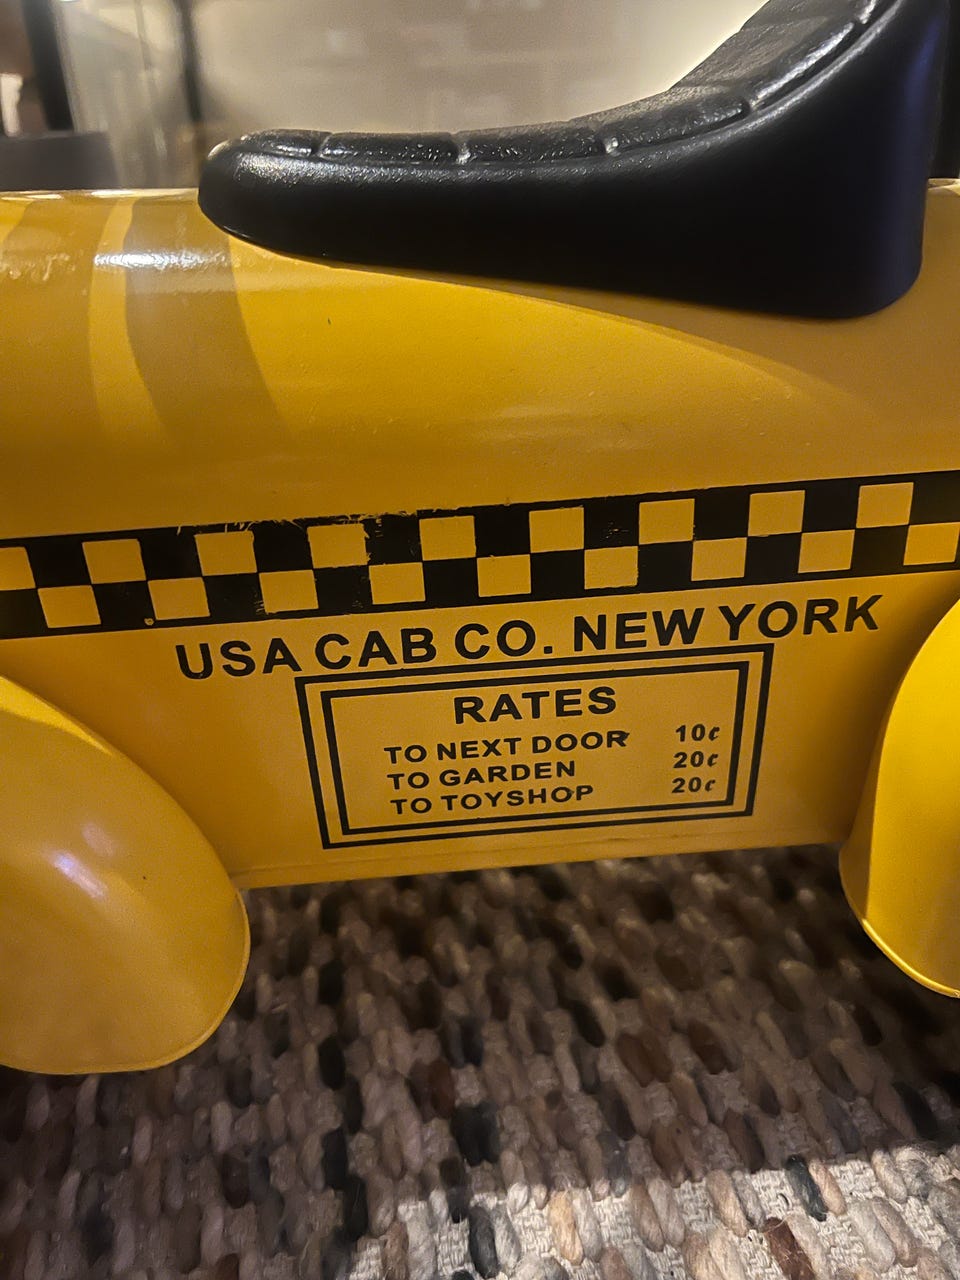 USA CAB CO. NEW YORK
RATES
TO NEXT DOOR 10¢
TO GARDEN 20¢
TO TOYSHOP 20¢